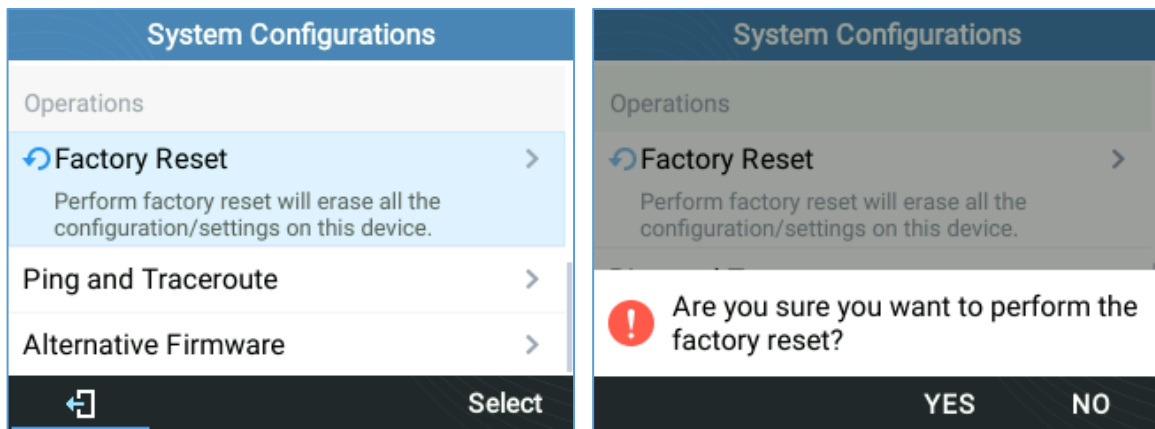 System Configurations
Operations
Factory Reset
Perform factory reset will erase all the
configuration/settings on this device.
Ping and Traceroute
Alternative Firmware
Select
System Configurations
Operations
Factory Reset
Perform factory reset will erase all the
configuration/settings on this device.
Are you sure you want to perform the
factory reset?
YES NO